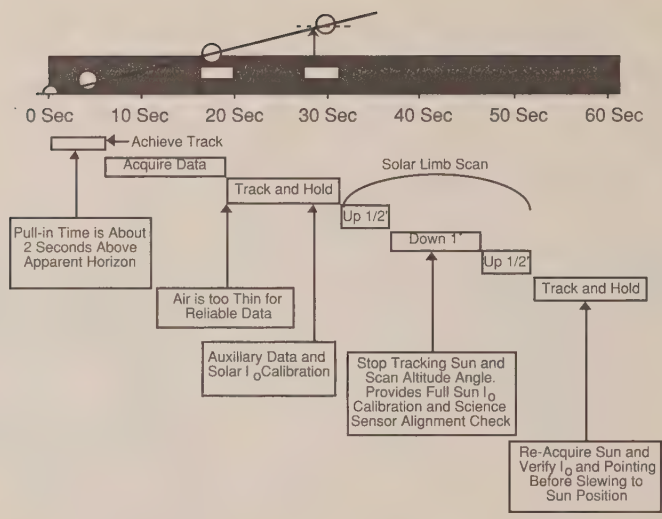 0 Sec 10 Sec 20 Sec 30 Sec 40 Sec 50 Sec 60 Sec
Achieve Track
Acquire Data
Solar Limb Scan
Track and Hold
Up 1/2°
Down 1°
Up 1/2°
Track and Hold
Pull-in Time is About
2 Seconds Above
Apparent Horizon
Air is too Thin for
Reliable Data
Auxillary Data and
Solar I o Calibration
Stop Tracking Sun and
Scan Altitude Angle.
Provides Full Sun I o
Calibration and Science
Sensor Alignment Check
Re-Acquire Sun and
Verify I o and Pointing
Before Slewing to
Sun Position